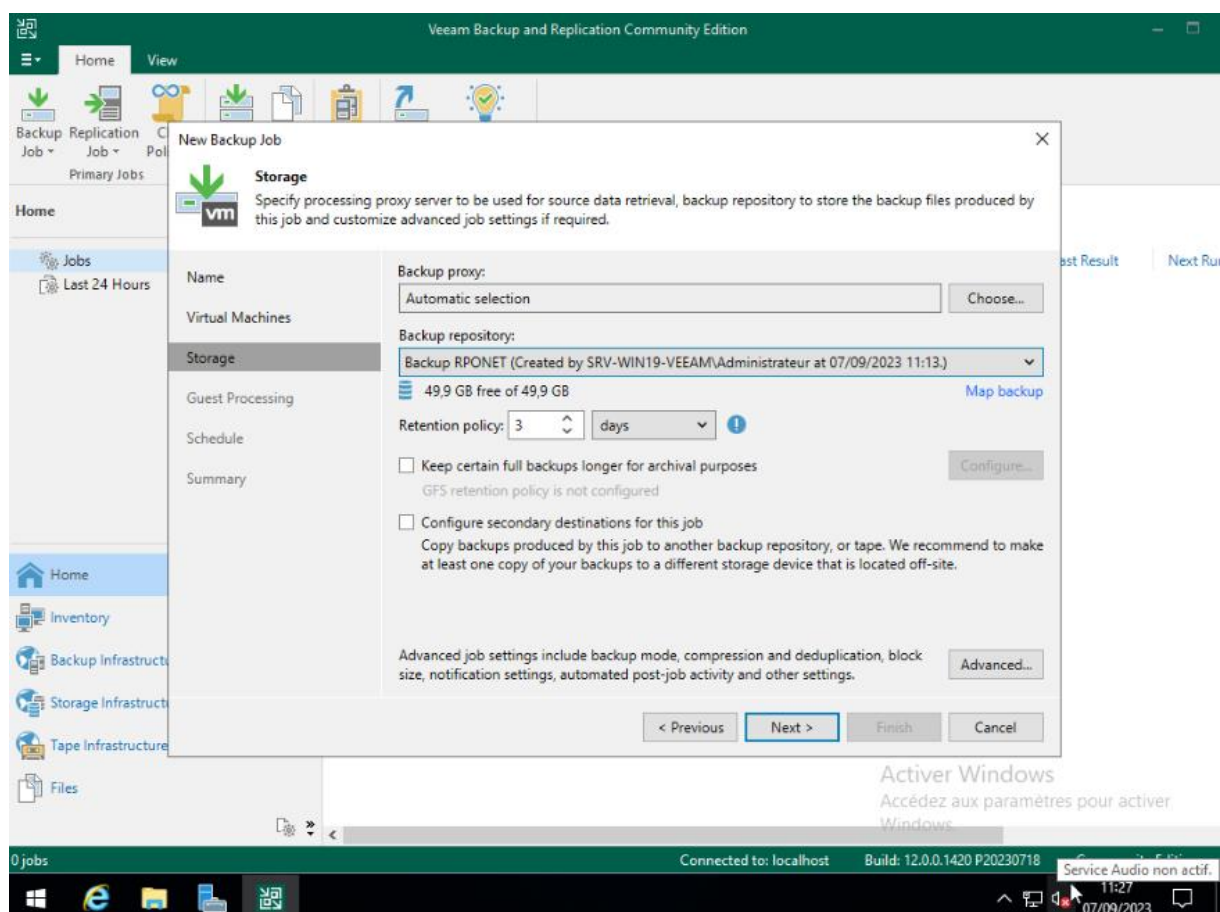 Veeam Backup and Replication Community Edition
Home View
Backup Job
Replication Job
Primary Jobs
New Backup Job
Storage
Specify processing proxy server to be used for source data retrieval, backup repository to store the backup files produced by
this job and customize advanced job settings if required.
vm
Home
Jobs
Last 24 Hours
Result
Name
Virtual Machines
Storage
Guest Processing
Schedule
Summary
Backup proxy:
Automatic selection
Choose...
Backup repository:
Backup RPONET (Created by SRV-WIN19-VEEAM\Administrateur at 07/09/2023 11:13.)
49,9 GB free of 49,9 GB
Map backup
Retention policy: 3 days
Keep certain full backups longer for archival purposes
Configure...
GFS retention policy is not configured
Configure secondary destinations for this job
Copy backups produced by this job to another backup repository, or tape. We recommend to make
at least one copy of your backups to a different storage device that is located off-site.
Advanced job settings include backup mode, compression and deduplication, block
size, notification settings, automated post-job activity and other settings.
Advanced...
< Previous Next > Finish Cancel
Home
Inventory
Backup
Storage
Tape Infrastructure
Files
Activer Windows
Accédez aux paramètres pour activer
Windows.
0 jobs
Connected to: localhost
Build: 12.0.0.1420 P20230718
Service Audio non actif.
11:27
07/09/2023